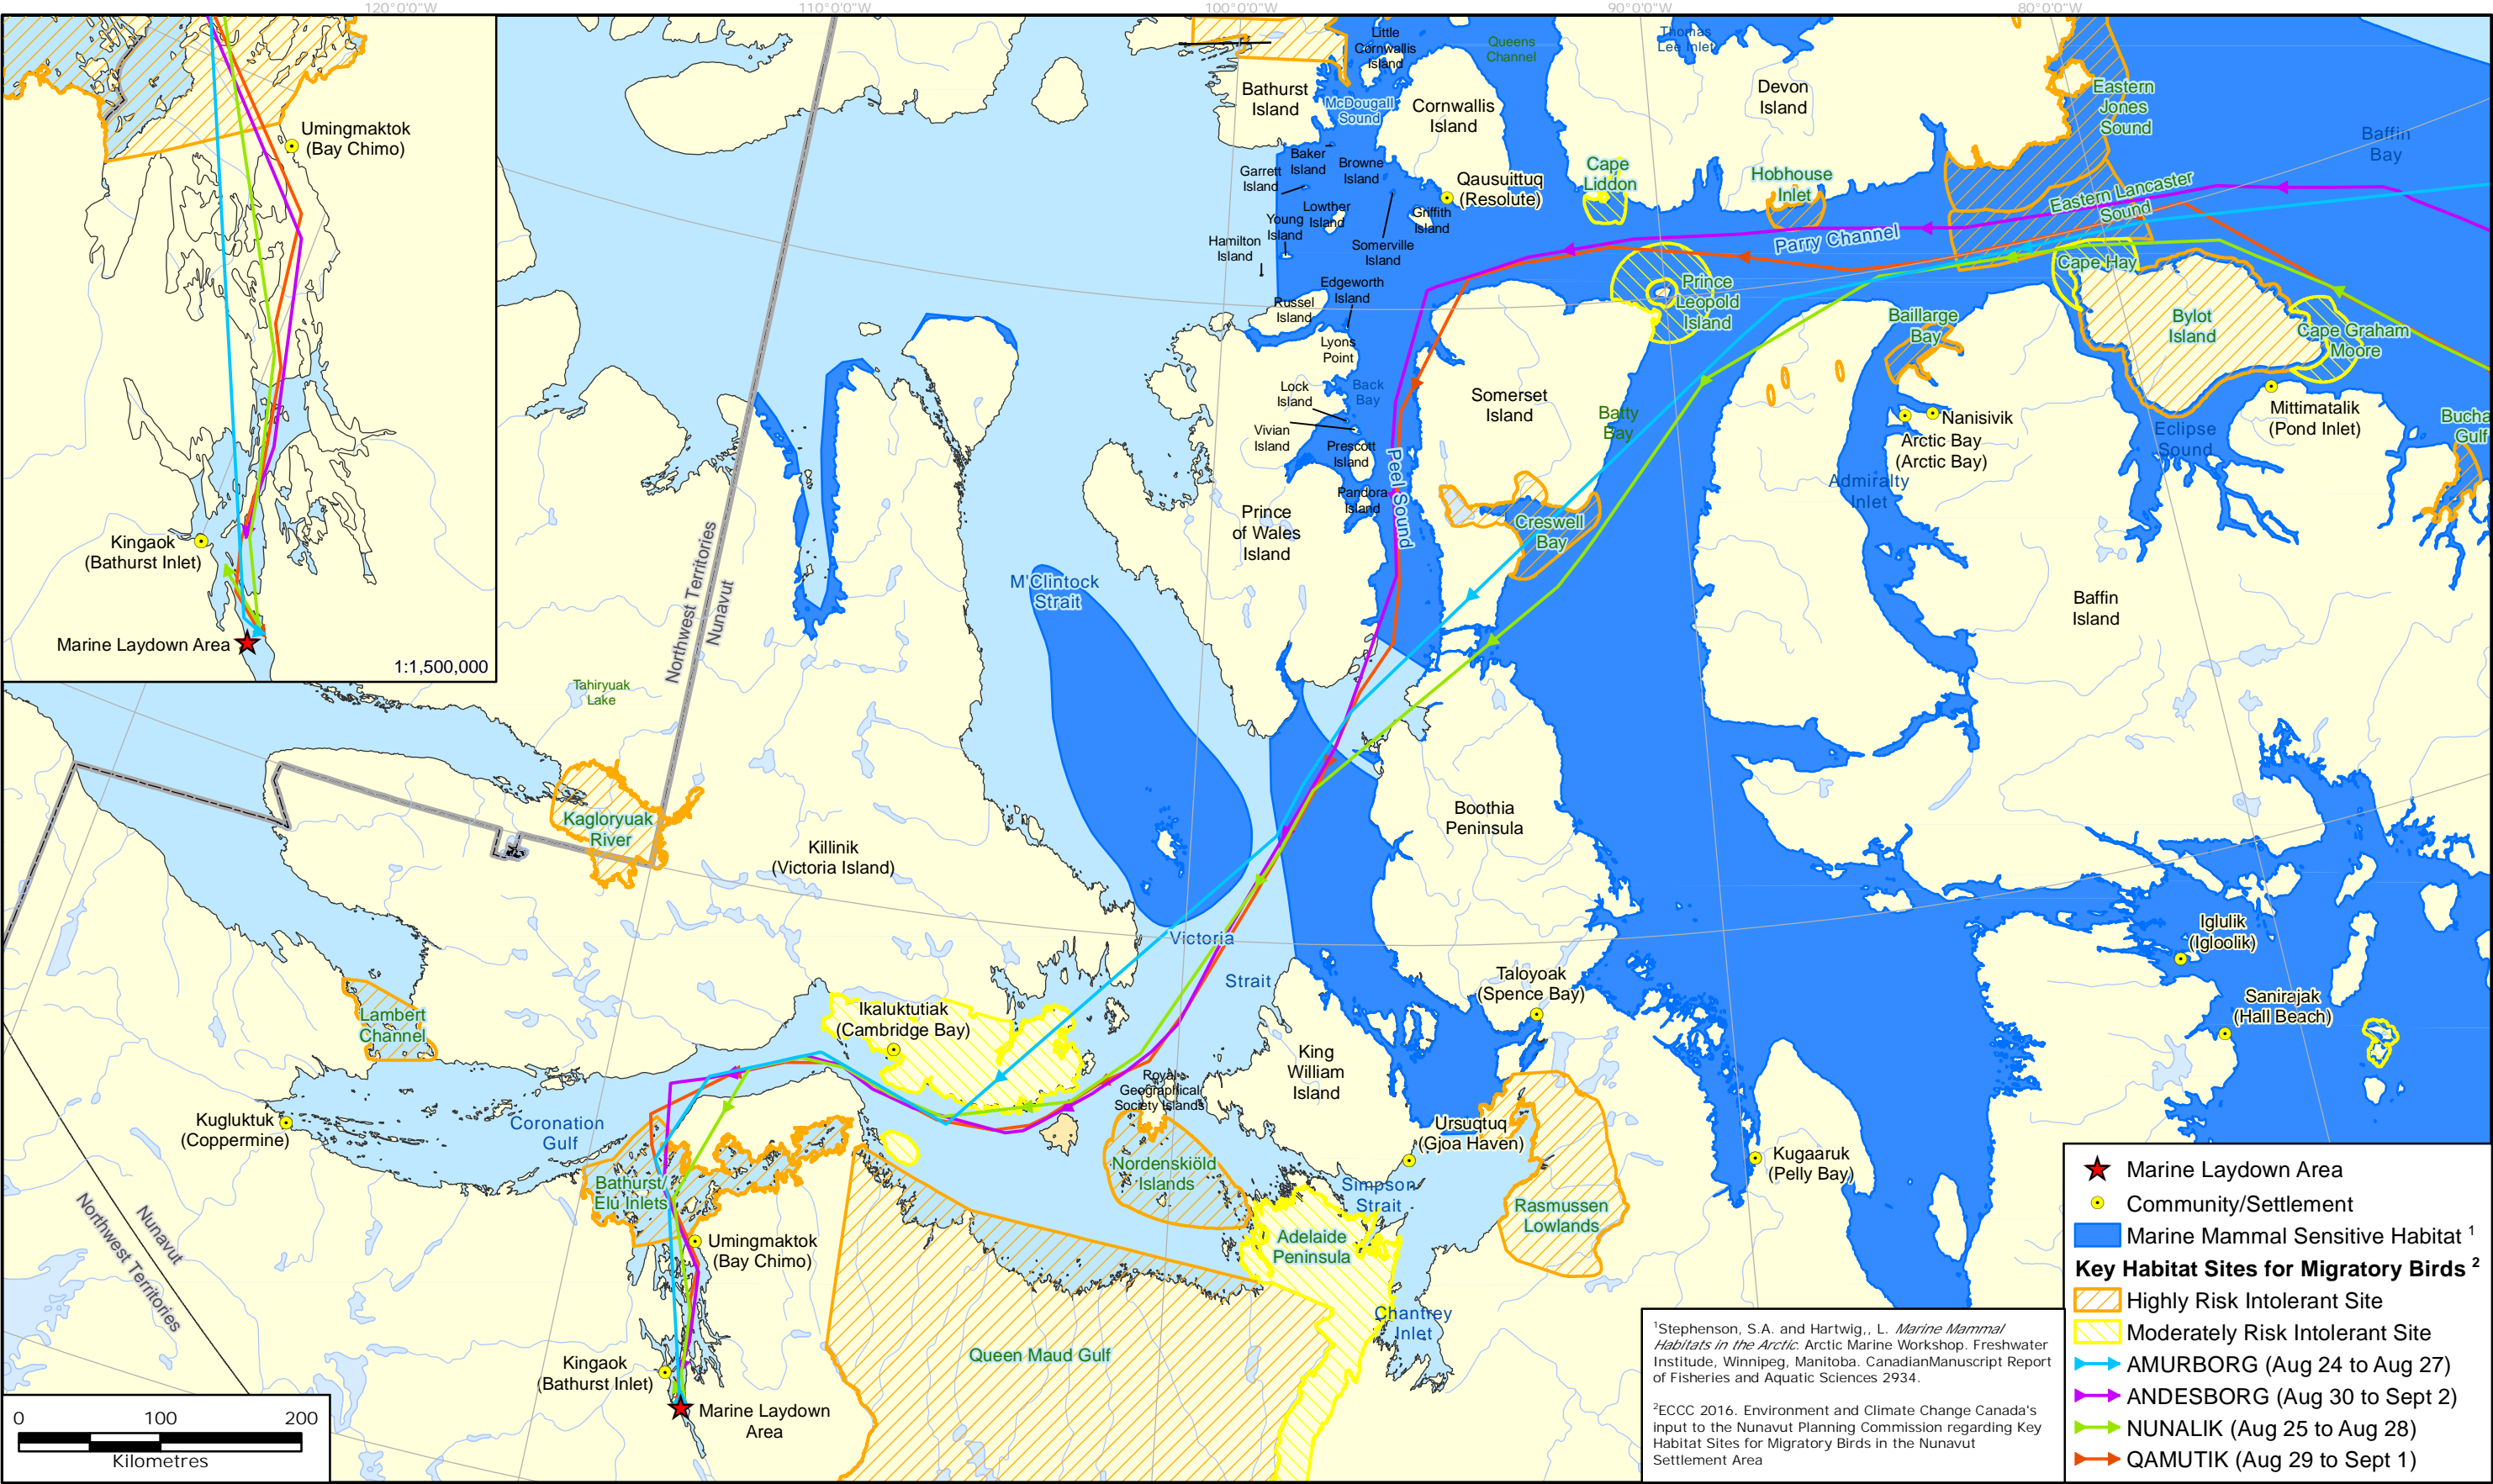 120°0'0"W
110°0'0"W
100°0'0"W
90°0'0"W
80°0'0"W
Umingmaktok
(Bay Chimo)
Kingaok
(Bathurst Inlet)
Marine Laydown Area
1:1,500,000
Little
Cornwallis
Island
Queens
Channel
Thomas
Lee Inlet
Bathurst
Island
McDougall
Sound
Cornwallis
Island
Devon
Island
Eastern
Jones
Sound
Baffin
Bay
Baker
Island
Browne
Island
Garrett
Island
Qausuittuq
(Resolute)
Cape
Liddon
Hobhouse
Inlet
Eastern Lancaster
Sound
Lowther
Island
Griffith
Island
Young
Island
Hamilton
Island
Somerville
Island
Parry Channel
Cape Hay
Edgeworth
Island
Russel
Island
Prince
Leopold
Island
Baillarge
Bay
Bylot
Island
Cape Graham
Moore
Lyons
Point
Lock
Island
Back
Bay
Somerset
Island
Batty
Bay
Nanisivik
Arctic Bay
(Arctic Bay)
Mittimatalik
(Pond Inlet)
Bucha
Gulf
Eclipse
Sound
Vivian
Island
Prescott
Island
Peel Sound
Pandora
Island
Admiralty
Inlet
Prince
of Wales
Island
Creswell
Bay
Northwest Territories
Nunavut
M'Clintock
Strait
Baffin
Island
Tahiryuak
Lake
Kagloryuak
River
Killinik
(Victoria Island)
Boothia
Peninsula
Victoria
Strait
Iglulik
(Igloolik)
Taloyoak
(Spence Bay)
Sanirajak
(Hall Beach)
Lambert
Channel
Ikaluktutiak
(Cambridge Bay)
King
William
Island
Royal
Geographical
Society Islands
Kugluktuk
(Coppermine)
Coronation
Gulf
Ursuqtuq
(Gjoa Haven)
Kugaaruk
(Pelly Bay)
Bathurst/
Elu Inlets
Nordenskiöld
Islands
Simpson
Strait
Rasmussen
Lowlands
Nunavut
Northwest Territories
Umingmaktok
(Bay Chimo)
Adelaide
Peninsula
Chantrey
Inlet
Queen Maud Gulf
Kingaok
(Bathurst Inlet)
Marine Laydown
Area
0 100 200
Kilometres
1Stephenson, S.A. and Hartwig,, L. Marine Mammal
Habitats in the Arctic. Arctic Marine Workshop. Freshwater
Institude, Winnipeg, Manitoba. CanadianManuscript Report
of Fisheries and Aquatic Sciences 2934.
2ECCC 2016. Environment and Climate Change Canada's
input to the Nunavut Planning Commission regarding Key
Habitat Sites for Migratory Birds in the Nunavut
Settlement Area
Marine Laydown Area
Community/Settlement
Marine Mammal Sensitive Habitat 1
Key Habitat Sites for Migratory Birds 2
Highly Risk Intolerant Site
Moderately Risk Intolerant Site
AMURBORG (Aug 24 to Aug 27)
ANDESBORG (Aug 30 to Sept 2)
NUNALIK (Aug 25 to Aug 28)
QAMUTIK (Aug 29 to Sept 1)